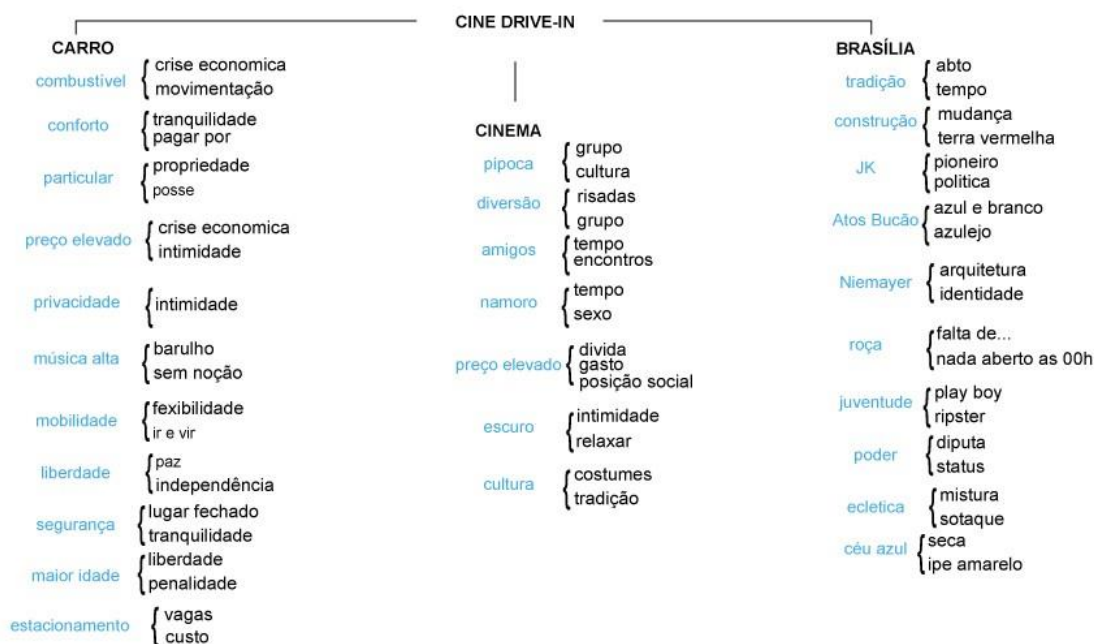 CINE DRIVE-IN
CARRO
combustivel
crise economica
movimentação
conforto
tranquilidade
pagar por
particular
propriedade
posse
preço elevado
crise economica
intimidade
privacidade
intimidade
música alta
barulho
sem noção
mobilidade
fexibilidade
ir e vir
liberdade
paz
independência
segurança
lugar fechado
tranquilidade
maior idade
liberdade
penalidade
estacionamento
vagas
custo
CINEMA
pipoca
grupo
cultura
diversão
risadas
grupo
amigos
tempo
encontros
namoro
tempo
sexo
preço elevado
divida
gasto
posição social
escuro
intimidade
relaxar
cultura
costumes
tradição
BRASÍLIA
tradição
abto
tempo
construção
mudança
terra vermelha
JK
pioneiro
politica
Atos Bucão
azul e branco
azulejo
Niemayer
arquitetura
identidade
roça
falta de...
nada aberto as 00h
juventude
play boy
ripster
poder
diputa
status
ecletica
mistura
sotaque
céu azul
seca
ipe amarelo